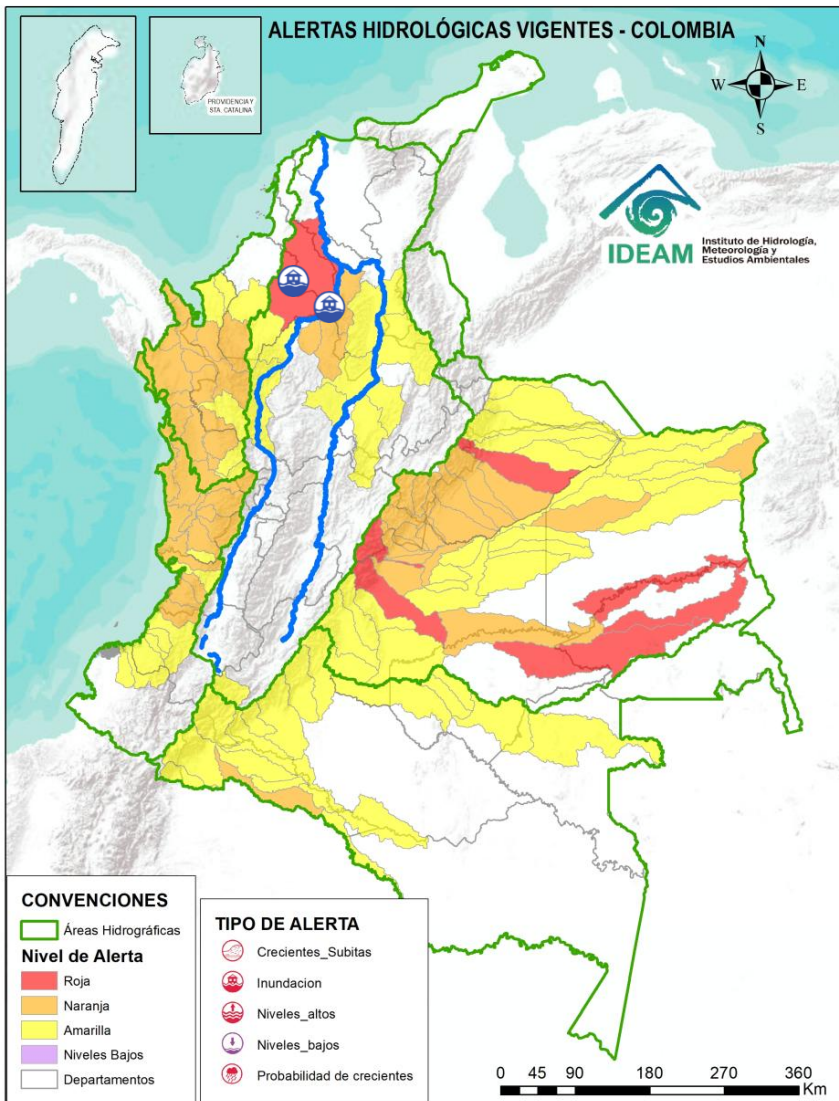 ALERTAS HIDROLÓGICAS VIGENTES - COLOMBIA
PROVIDENCIA Y
STA. CATALINA
N
W
E
S
IDEAM
Instituto de Hidrología,
Meteorología y
Estudios Ambientales
CONVENCIONES
Áreas Hidrográficas
Nivel de Alerta
Roja
Naranja
Amarilla
Niveles Bajos
Departamentos
TIPO DE ALERTA
Crecientes_Subitas
Inundacion
Niveles_altos
Niveles_bajos
Probabilidad de crecientes
0 45 90 180 270 360
Km